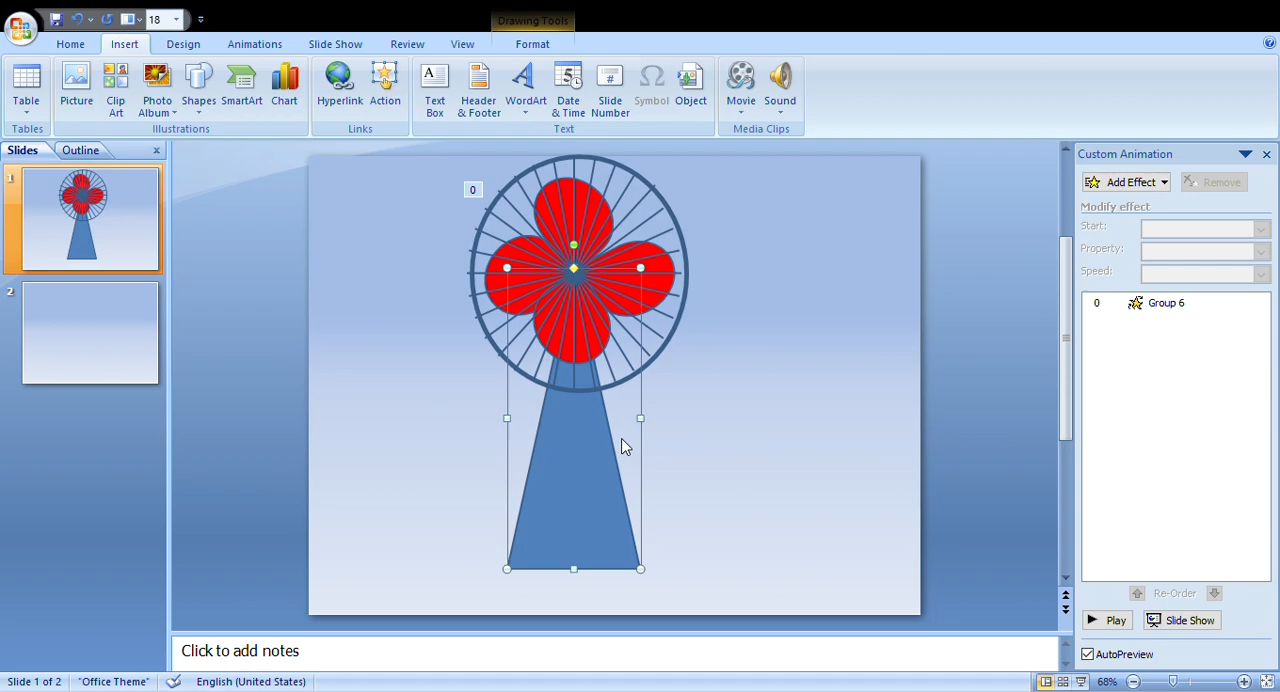 18
Drawing Tools
Home Insert Design Animations Slide Show Review View Format
Table Picture Clip Art Photo Album Shapes SmartArt Chart Hyperlink Action Text Box Header & Footer WordArt Date & Time Slide Number Symbol Object Movie Sound
Tables Illustrations Links Text Media Clips
Slides Outline
Custom Animation
Add Effect Remove
Modify effect
Start:
Property:
Speed:
0 Group 6
1
2
0
Re-Order
Play Slide Show
AutoPreview
Click to add notes
Slide 1 of 2 "Office Theme" English (United States) 68%